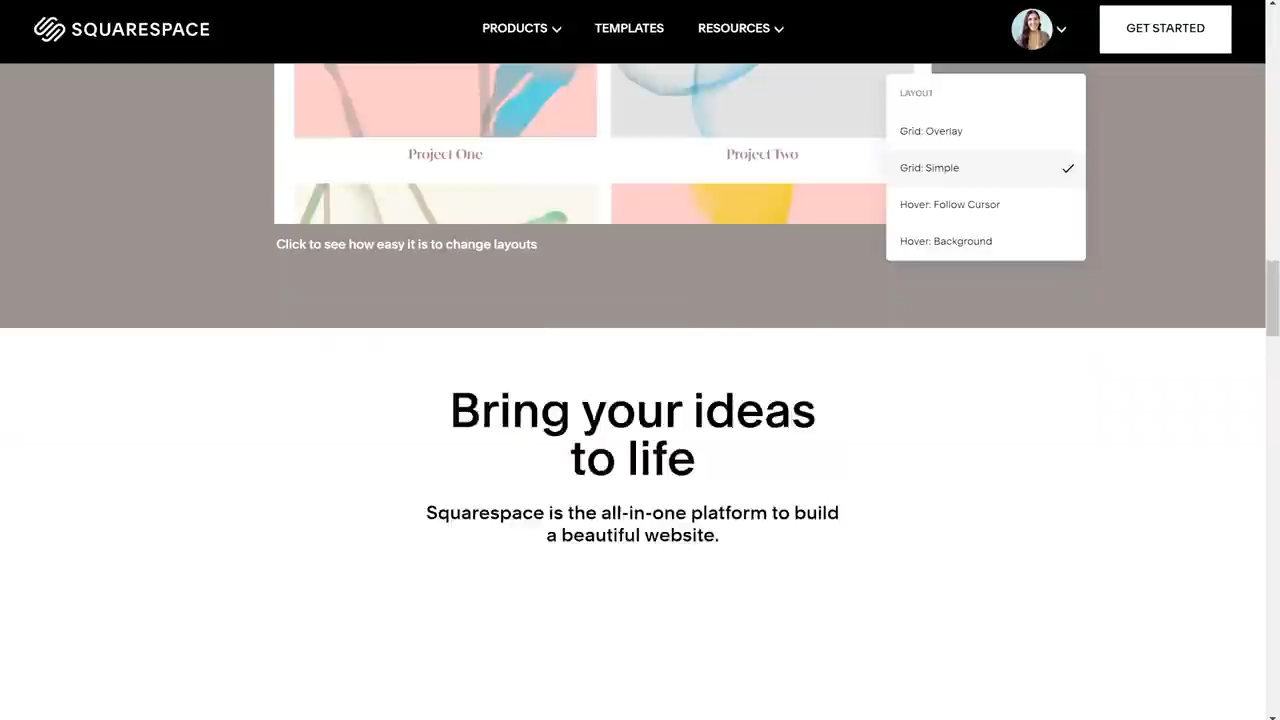 SQUARESPACE
PRODUCTS
TEMPLATES
RESOURCES
GET STARTED
LAYOUT
Grid: Overlay
Grid: Simple
Hover: Follow Cursor
Hover: Background
Project One
Project Two
Click to see how easy it is to change layouts
Bring your ideas
to life
Squarespace is the all-in-one platform to build
a beautiful website.